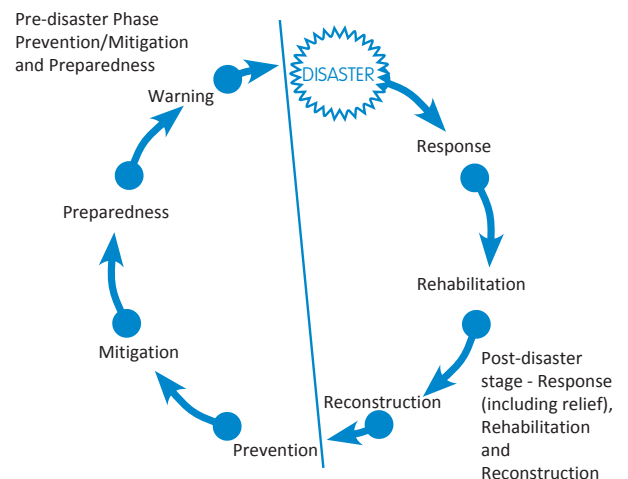 Pre-disaster Phase
Prevention/Mitigation
and Preparedness
DISASTER
Warning
Response
Preparedness
Rehabilitation
Mitigation
Post-disaster
stage - Response
(including relief),
Rehabilitation
and
Reconstruction
Reconstruction
Prevention